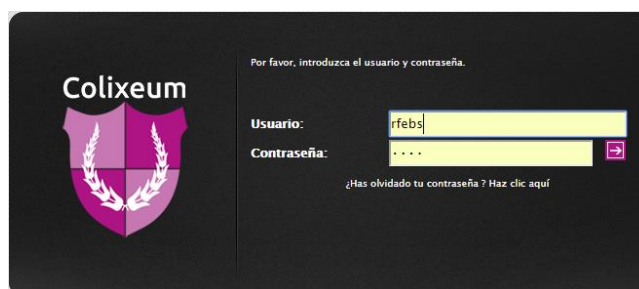 Colixeum
Por favor, introduzca el usuario y contraseña.
Usuario:
rfebs
Contraseña:
....
¿Has olvidado tu contraseña ? Haz clic aquí